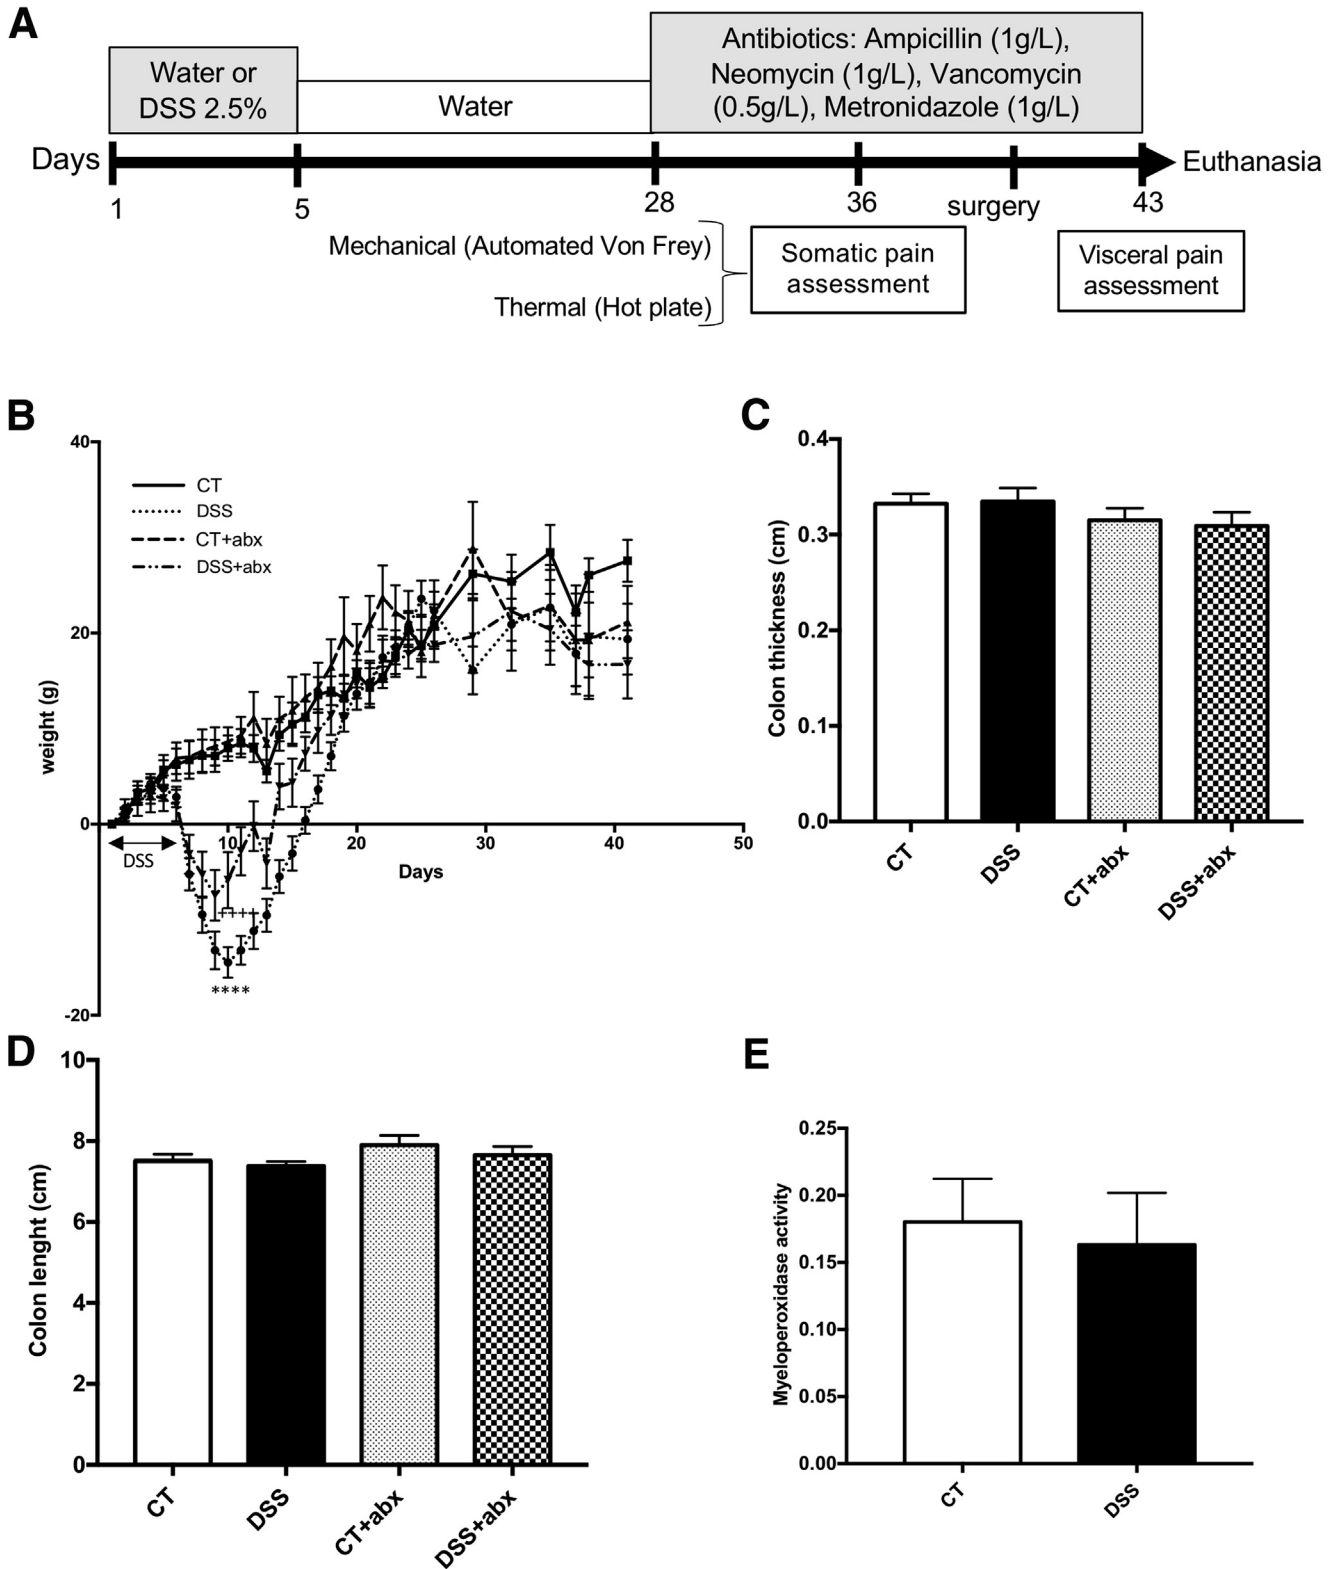 A
Water or
DSS 2.5%
Water
Antibiotics: Ampicillin (1g/L),
Neomycin (1g/L), Vancomycin
(0.5g/L), Metronidazole (1g/L)
Days
Euthanasia
1
5
28
36
surgery
43
Mechanical (Automated Von Frey)
Thermal (Hot plate)
Somatic pain
assessment
Visceral pain
assessment
B
40
20
0
-20
weight (g)
CT
DSS
CT+abx
DSS+abx
DSS
10
20
30
40
50
Days
++++
****
C
0.4
0.3
0.2
0.1
0.0
Colon thickness (cm)
CT
DSS
CT+abx
DSS+abx
D
10
8
6
4
2
0
Colon lenght (cm)
CT
DSS
CT+abx
DSS+abx
E
0.25
0.20
0.15
0.10
0.05
0.00
Myeloperoxidase activity
CT
DSS